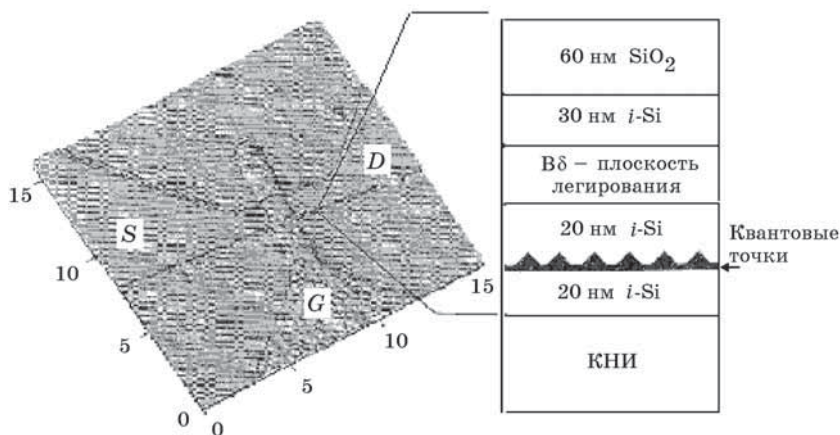 60 нм SiO2
30 нм i-Si
Bδ – плоскость
легирования
20 нм i-Si
Квантовые
точки
20 нм i-Si
КНИ
D
S
G
15
10
5
0
0
5
10
15